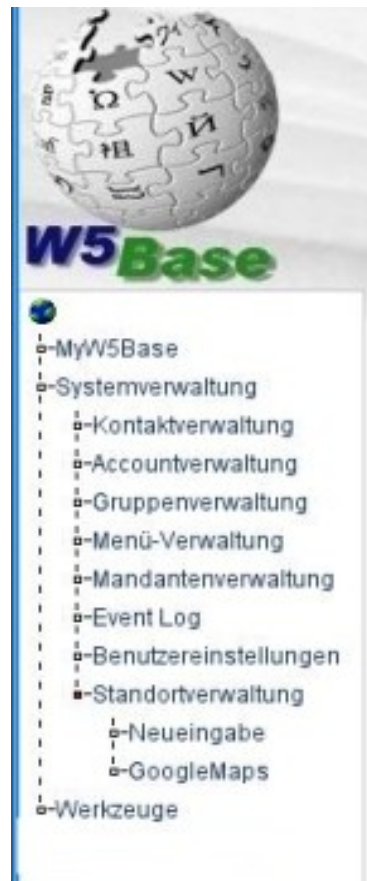 W5Base
MyW5Base
Systemverwaltung
Kontaktverwaltung
Accountverwaltung
Gruppenverwaltung
Menü-Verwaltung
Mandantenverwaltung
Event Log
Benutzereinstellungen
Standortverwaltung
Neueingabe
GoogleMaps
Werkzeuge